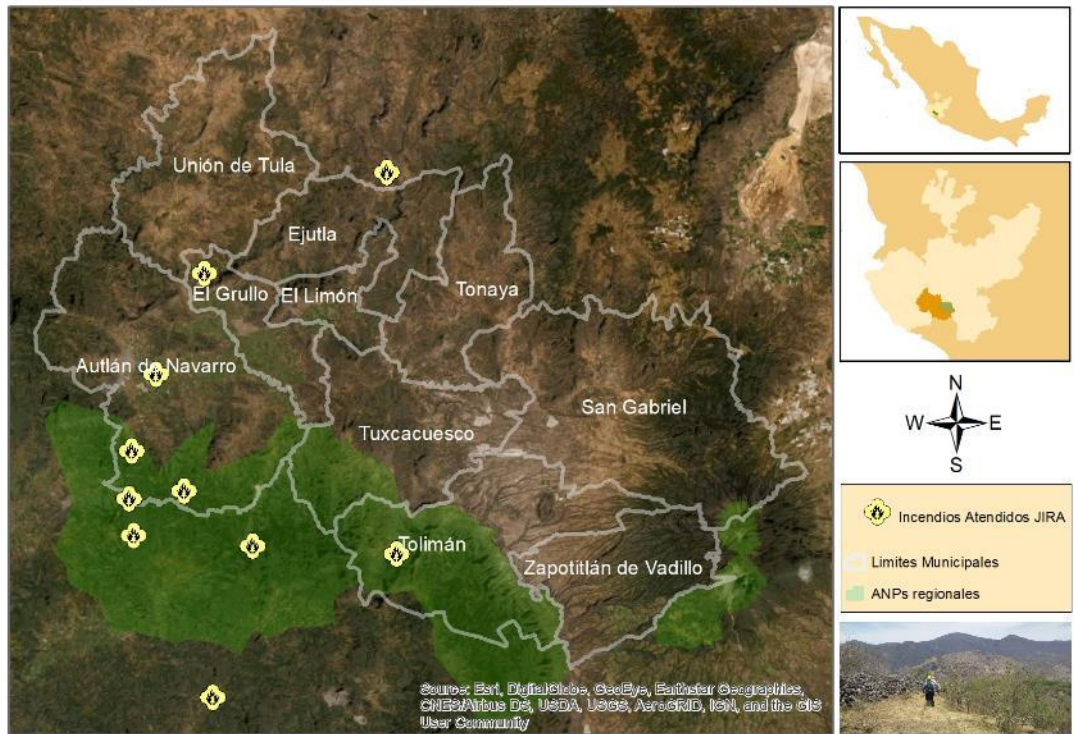 Unión de Tula
Ejutla
El Grullo
El Limón
Tonaya
Autlán de Navarro
San Gabriel
Tuxcacuesco
Tolimán
Zapotitlán de Vadillo
Source: Esri, DigitalGlobe, GeoEye, Earthstar Geographics,
CNES/Airbus DS, USDA, USGS, AeroGRID, IGN, and the GIS
User Community
N
W
E
S
Incendios Atendidos JIRA
Limites Municipales
ANPs regionales